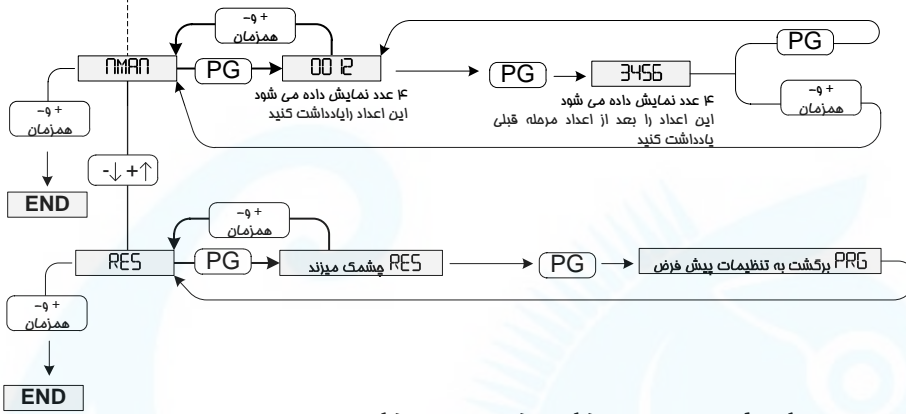 + و-
همزمان
PG
NMAN
PG
0012
PG
3456
+ و-
همزمان
۴ عدد نمایش داده می شود
این اعداد رایادداشت کنید
۴ عدد نمایش داده می شود
این اعداد را بعد از اعداد مرحله قبلی
یادداشت کنید
+ و-
همزمان
-↓ +↑
END
+ و-
همزمان
RES
PG
RES چشمک میزند
PG
PRG برگشت به تنظیمات پیش فرض
+ و-
همزمان
END